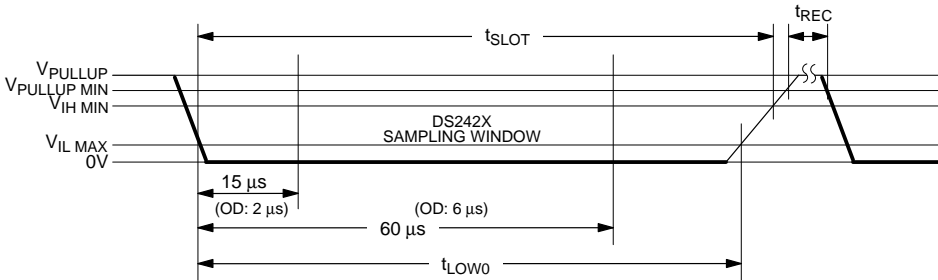 tREC
tSLOT
VPULLUP
VPULLUP MIN
VIH MIN
DS242X
SAMPLING WINDOW
VIL MAX
0V
15 µs
(OD: 2 µs)
(OD: 6 µs)
60 µs
tLOW0